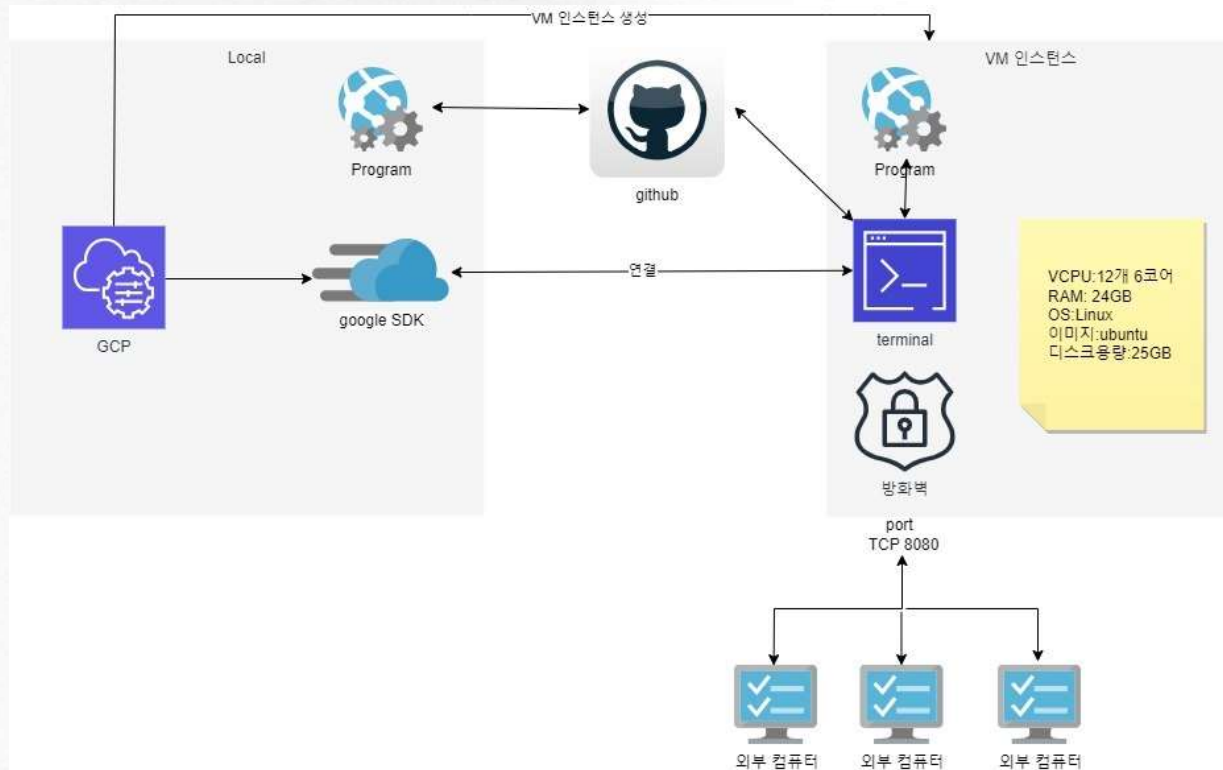 VM 인스턴스 생성
Local
VM 인스턴스
Program
github
Program
GCP
google SDK
연결
terminal
VCPU:12개 6코어
RAM: 24GB
OS:Linux
이미지:ubuntu
디스크용량:25GB
방화벽
port
TCP 8080
외부 컴퓨터
외부 컴퓨터
외부 컴퓨터